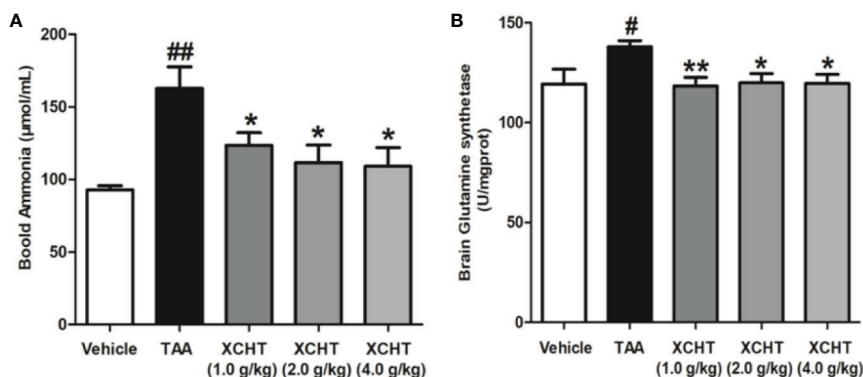 A
Boold Ammonia (µmol/mL)
200
150
100
50
0
##
*
*
*
Vehicle TAA XCHT XCHT XCHT
(1.0 g/kg) (2.0 g/kg) (4.0 g/kg)
B
Brain Glutamine synthetase
(U/mgprot)
150
100
50
0
#
**
*
*
Vehicle TAA XCHT XCHT XCHT
(1.0 g/kg) (2.0 g/kg) (4.0 g/kg)